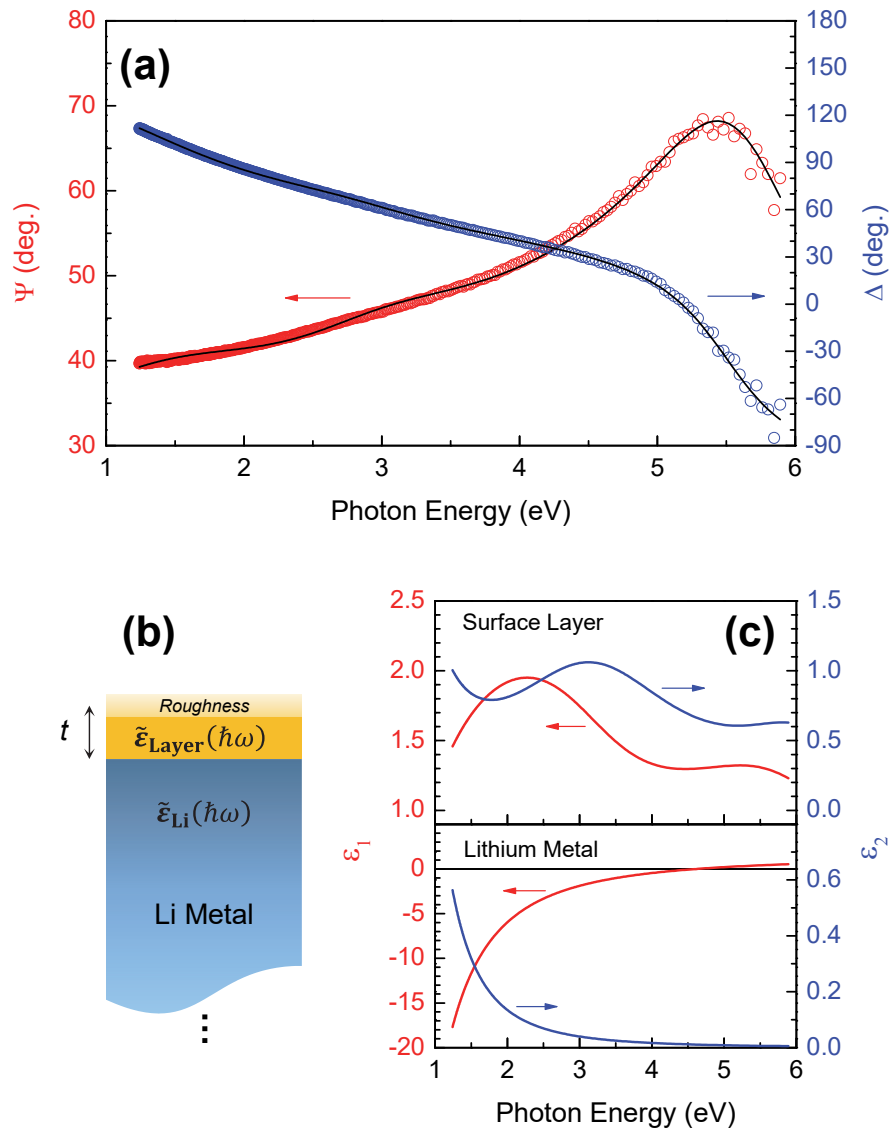 (a)
80
70
60
50
40
30
Ψ (deg.)
180
150
120
90
60
30
0
-30
-60
-90
Δ (deg.)
1 2 3 4 5 6
Photon Energy (eV)
(b)
Roughness
t
ε̃Layer(ħω)
ε̃Li(ħω)
Li Metal
⋮
(c)
Surface Layer
2.5
2.0
1.5
1.0
1.5
1.0
0.5
0.0
Lithium Metal
ε1
0
-5
-10
-15
-20
ε2
0.6
0.4
0.2
0.0
1 2 3 4 5 6
Photon Energy (eV)